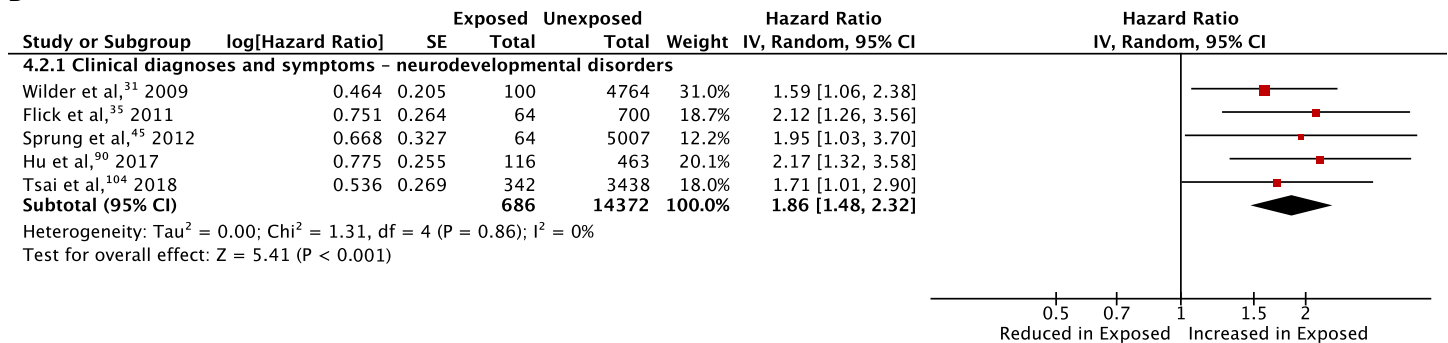 Exposed Unexposed Hazard Ratio Hazard Ratio
Study or Subgroup log[Hazard Ratio] SE Total Total Weight IV, Random, 95% CI IV, Random, 95% CI
4.2.1 Clinical diagnoses and symptoms – neurodevelopmental disorders
Wilder et al,³¹ 2009 0.464 0.205 100 4764 31.0% 1.59 [1.06, 2.38]
Flick et al,³⁵ 2011 0.751 0.264 64 700 18.7% 2.12 [1.26, 3.56]
Sprung et al,⁴⁵ 2012 0.668 0.327 64 5007 12.2% 1.95 [1.03, 3.70]
Hu et al,⁹⁰ 2017 0.775 0.255 116 463 20.1% 2.17 [1.32, 3.58]
Tsai et al,¹⁰⁴ 2018 0.536 0.269 342 3438 18.0% 1.71 [1.01, 2.90]
Subtotal (95% CI) 686 14372 100.0% 1.86 [1.48, 2.32]
Heterogeneity: Tau² = 0.00; Chi² = 1.31, df = 4 (P = 0.86); I² = 0%
Test for overall effect: Z = 5.41 (P < 0.001)
0.5 0.7 1 1.5 2
Reduced in Exposed Increased in Exposed